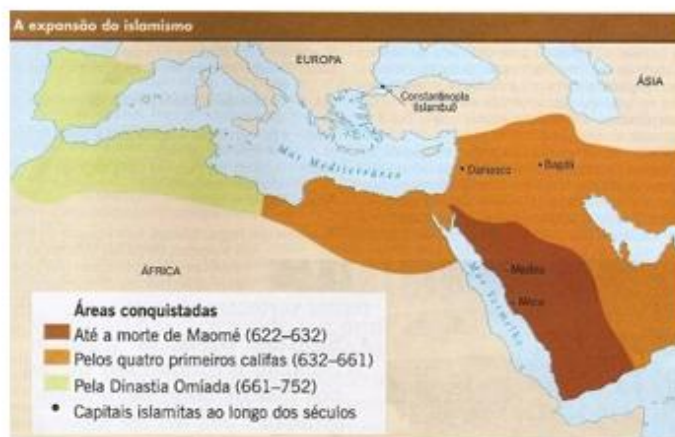 A expansão do islamismo
EUROPA
ÁSIA
Constantinopla
(Istambul)
Mar Mediterrâneo
Damasco
Bagdá
ÁFRICA
Medina
Meca
Mar Vermelho
Áreas conquistadas
Até a morte de Maomé (622–632)
Pelos quatro primeiros califas (632–661)
Pela Dinastia Omíada (661–752)
Capitais islamitas ao longo dos séculos